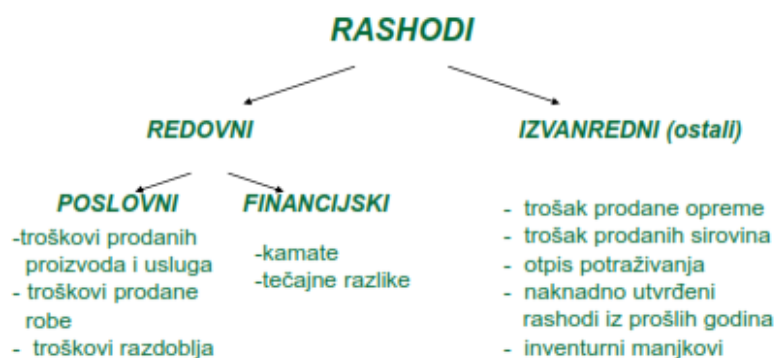 RASHODI
REDOVNI
IZVANREDNI (ostali)
POSLOVNI
-troškovi prodanih
proizvoda i usluga
- troškovi prodane
robe
- troškovi razdoblja
FINANCIJSKI
-kamate
-tečajne razlike
- trošak prodane opreme
- trošak prodanih sirovina
- otpis potraživanja
- naknadno utvrđeni
rashodi iz prošlih godina
- inventurni manjkovi